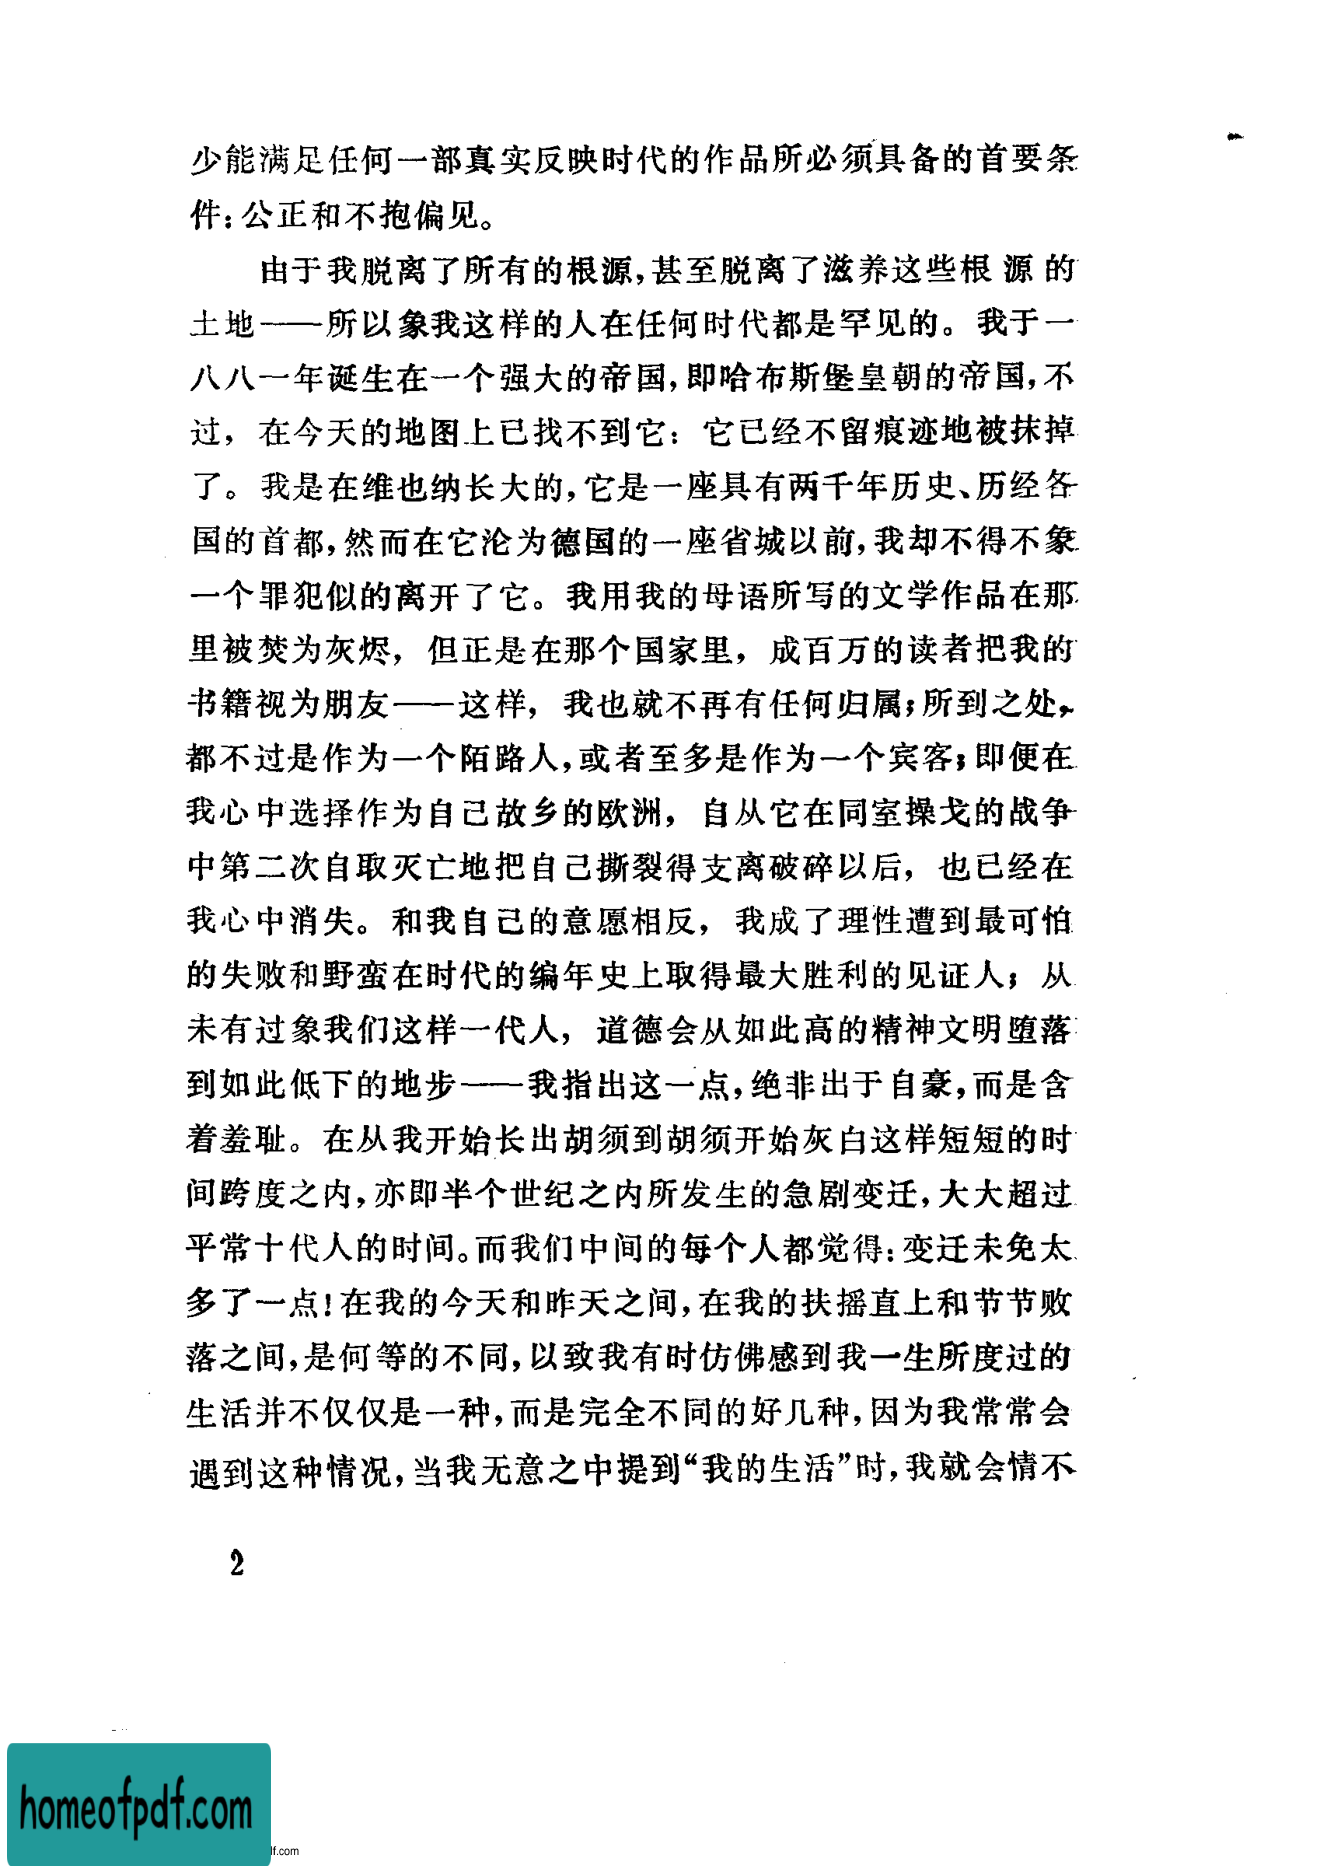 少能满足任何一部真实反映时代的作品所必须具备的首要条
件：公正和不抱偏见。
由于我脱离了所有的根源，甚至脱离了滋养这些根源的
土地——所以象我这样的人在任何时代都是罕见的。我于一
八八一年诞生在一个强大的帝国，即哈布斯堡皇朝的帝国，不
过，在今天的地图上已找不到它：它已经不留痕迹地被抹掉
了。我是在维也纳长大的，它是一座具有两千年历史、历经各
国的首都，然而在它沦为德国的一座省城以前，我却不得不象
一个罪犯似的离开了它。我用我的母语所写的文学作品在那
里被焚为灰烬，但正是在那个国家里，成百万的读者把我的
书籍视为朋友——这样，我也就不再有任何归属；所到之处，
都不过是作为一个陌路人，或者至多是作为一个宾客；即便在
我心中选择作为自己故乡的欧洲，自从它在同室操戈的战争
中第二次自取灭亡地把自己撕裂得支离破碎以后，也已经在
我心中消失。和我自己的意愿相反，我成了理性遭到最可怕
的失败和野蛮在时代的编年史上取得最大胜利的见证人；从
未有过象我们这样一代人，道德会从如此高的精神文明堕落
到如此低下的地步——我指出这一点，绝非出于自豪，而是含
着羞耻。在从我开始长出胡须到胡须开始灰白这样短短的时
间跨度之内，亦即半个世纪之内所发生的急剧变迁，大大超过
平常十代人的时间。而我们中间的每个人都觉得：变迁未免太
多了一点！在我的今天和昨天之间，在我的扶摇直上和节节败
落之间，是何等的不同，以致我有时仿佛感到我一生所度过的
生活并不仅仅是一种，而是完全不同的好几种，因为我常常会
遇到这种情况，当我无意之中提到“我的生活”时，我就会情不
2
homeofpdf.com
lf.com